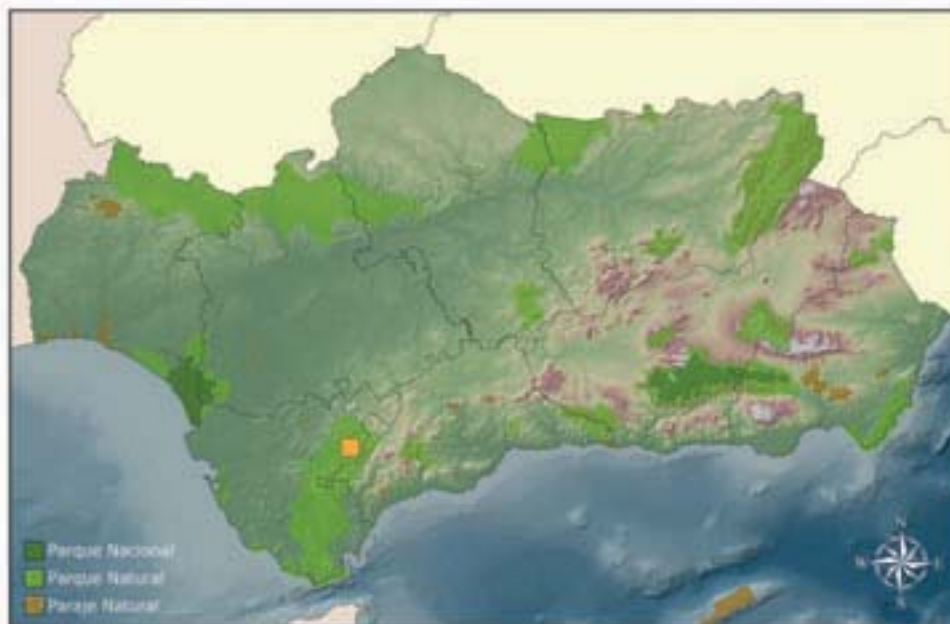 Parque Nacional
Parque Natural
Paraje Natural
N
W E
S